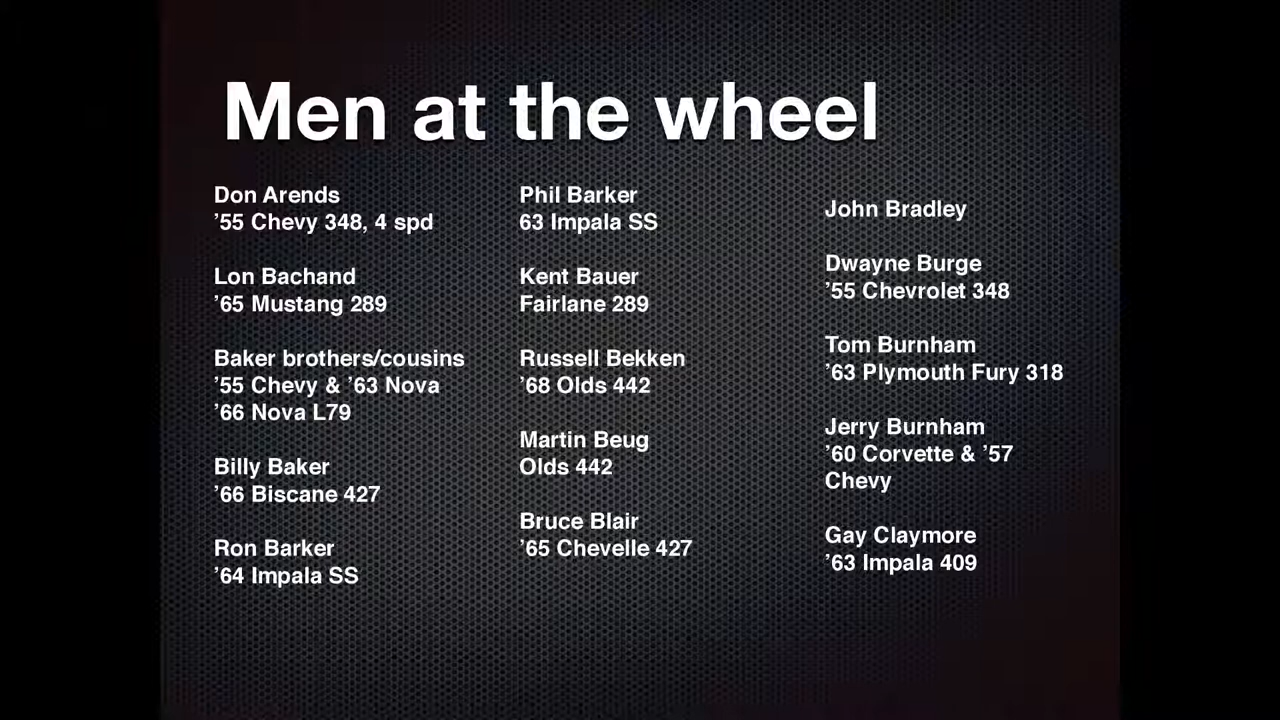 Men at the wheel
Don Arends
’55 Chevy 348, 4 spd
Lon Bachand
’65 Mustang 289
Baker brothers/cousins
’55 Chevy & ’63 Nova
’66 Nova L79
Billy Baker
’66 Biscane 427
Ron Barker
’64 Impala SS
Phil Barker
63 Impala SS
Kent Bauer
Fairlane 289
Russell Bekken
’68 Olds 442
Martin Beug
Olds 442
Bruce Blair
’65 Chevelle 427
John Bradley
Dwayne Burge
’55 Chevrolet 348
Tom Burnham
’63 Plymouth Fury 318
Jerry Burnham
’60 Corvette & ’57
Chevy
Gay Claymore
’63 Impala 409